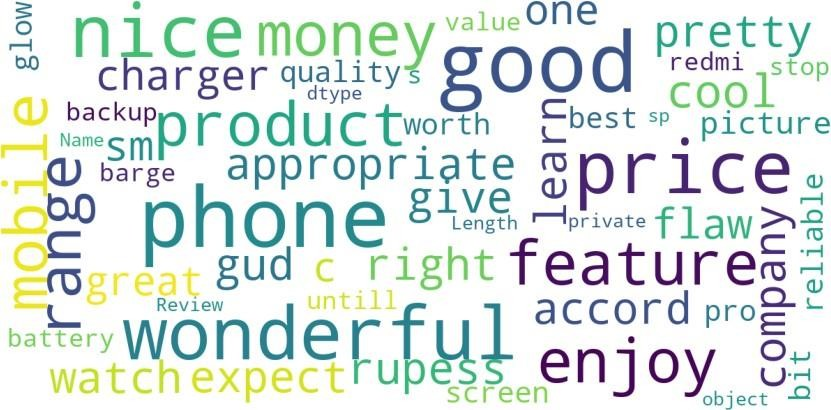 glow
nice
money
value
one
pretty
charger
quality
s
good
redmi
stop
dtype
cool
mobile
backup
product
worth
learn
best
sp
picture
Name
sm
range
barge
appropriate
give
price
phone
Length
private
flaw
reliable
great
gud
c
right
feature
company
Review
untill
accord
pro
battery
wonderful
enjoy
bit
watch
expect
rupess
screen
object